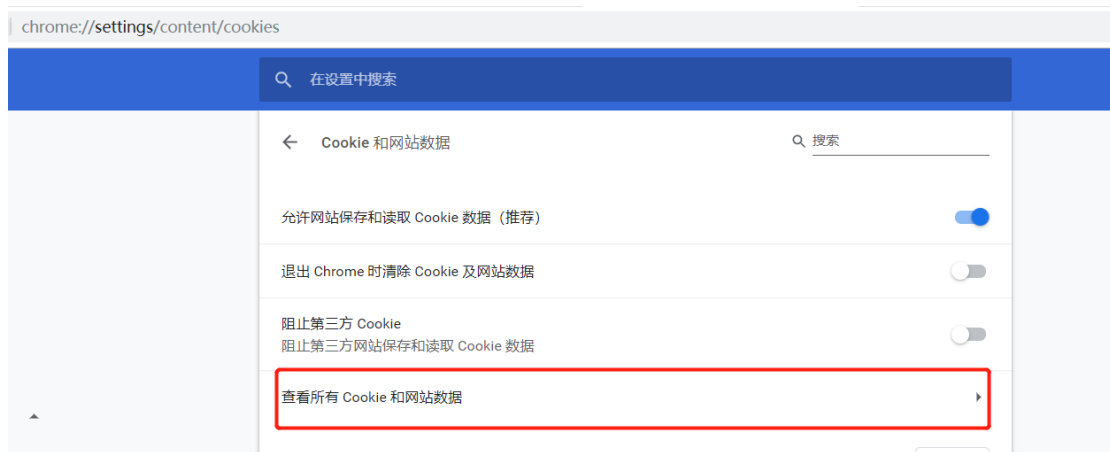 chrome://settings/content/cookies
在设置中搜索
Cookie 和网站数据
搜索
允许网站保存和读取 Cookie 数据（推荐）
退出 Chrome 时清除 Cookie 及网站数据
阻止第三方 Cookie
阻止第三方网站保存和读取 Cookie 数据
查看所有 Cookie 和网站数据